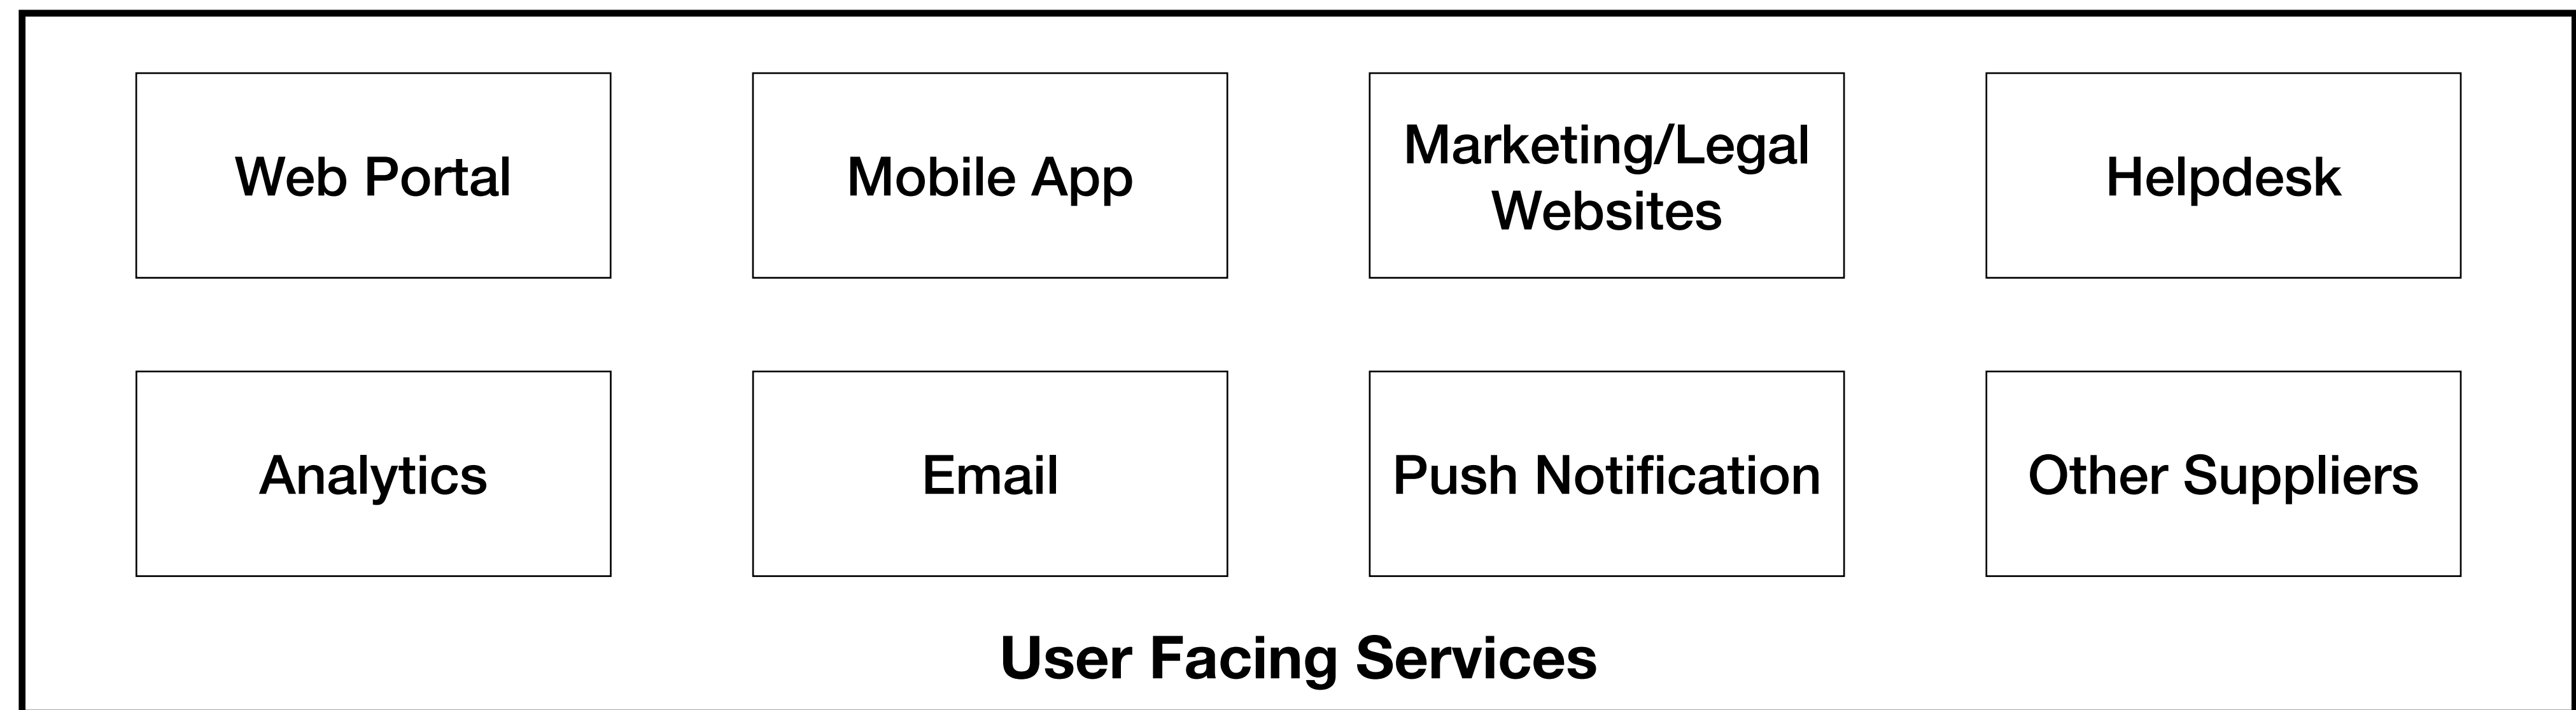 Web Portal
Mobile App
Marketing/Legal
Websites
Helpdesk
Analytics
Email
Push Notification
Other Suppliers
User Facing Services